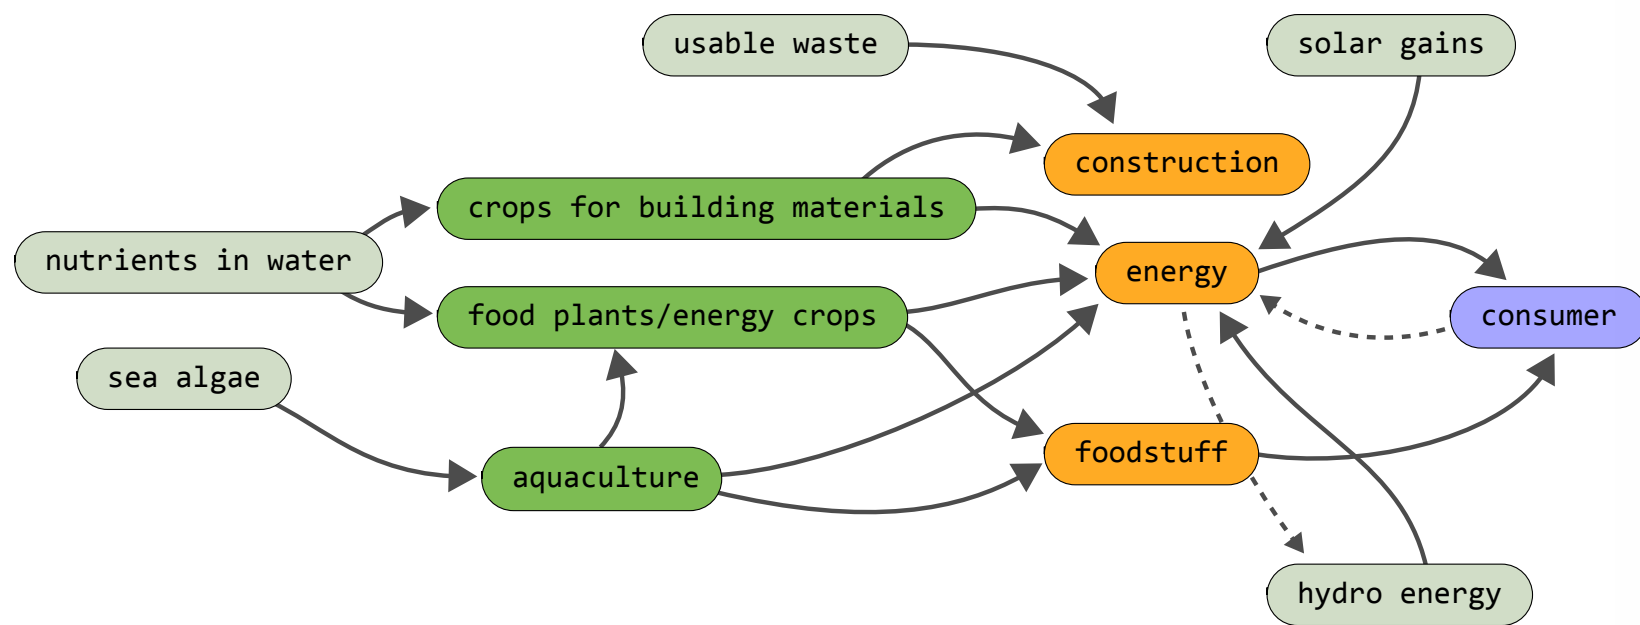 usable waste
solar gains
construction
crops for building materials
nutrients in water
energy
food plants/energy crops
consumer
sea algae
foodstuff
aquaculture
hydro energy